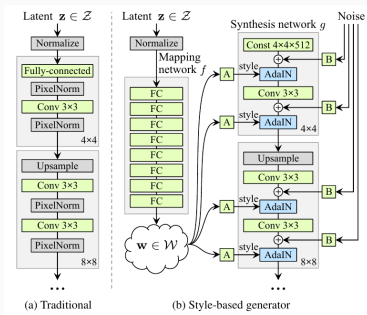 Latent z ∈ Z
Normalize
Fully-connected
PixelNorm
Conv 3×3
PixelNorm
4×4
Upsample
Conv 3×3
PixelNorm
Conv 3×3
PixelNorm
8×8
...
(a) Traditional
Latent z ∈ Z
Normalize
Mapping
network f
FC
FC
FC
FC
FC
FC
FC
FC
w ∈ W
Synthesis network g
Noise
Const 4×4×512
B
A
style
AdaIN
Conv 3×3
B
A
style
AdaIN
4×4
Upsample
Conv 3×3
B
A
style
AdaIN
Conv 3×3
B
A
style
AdaIN
8×8
...
(b) Style-based generator